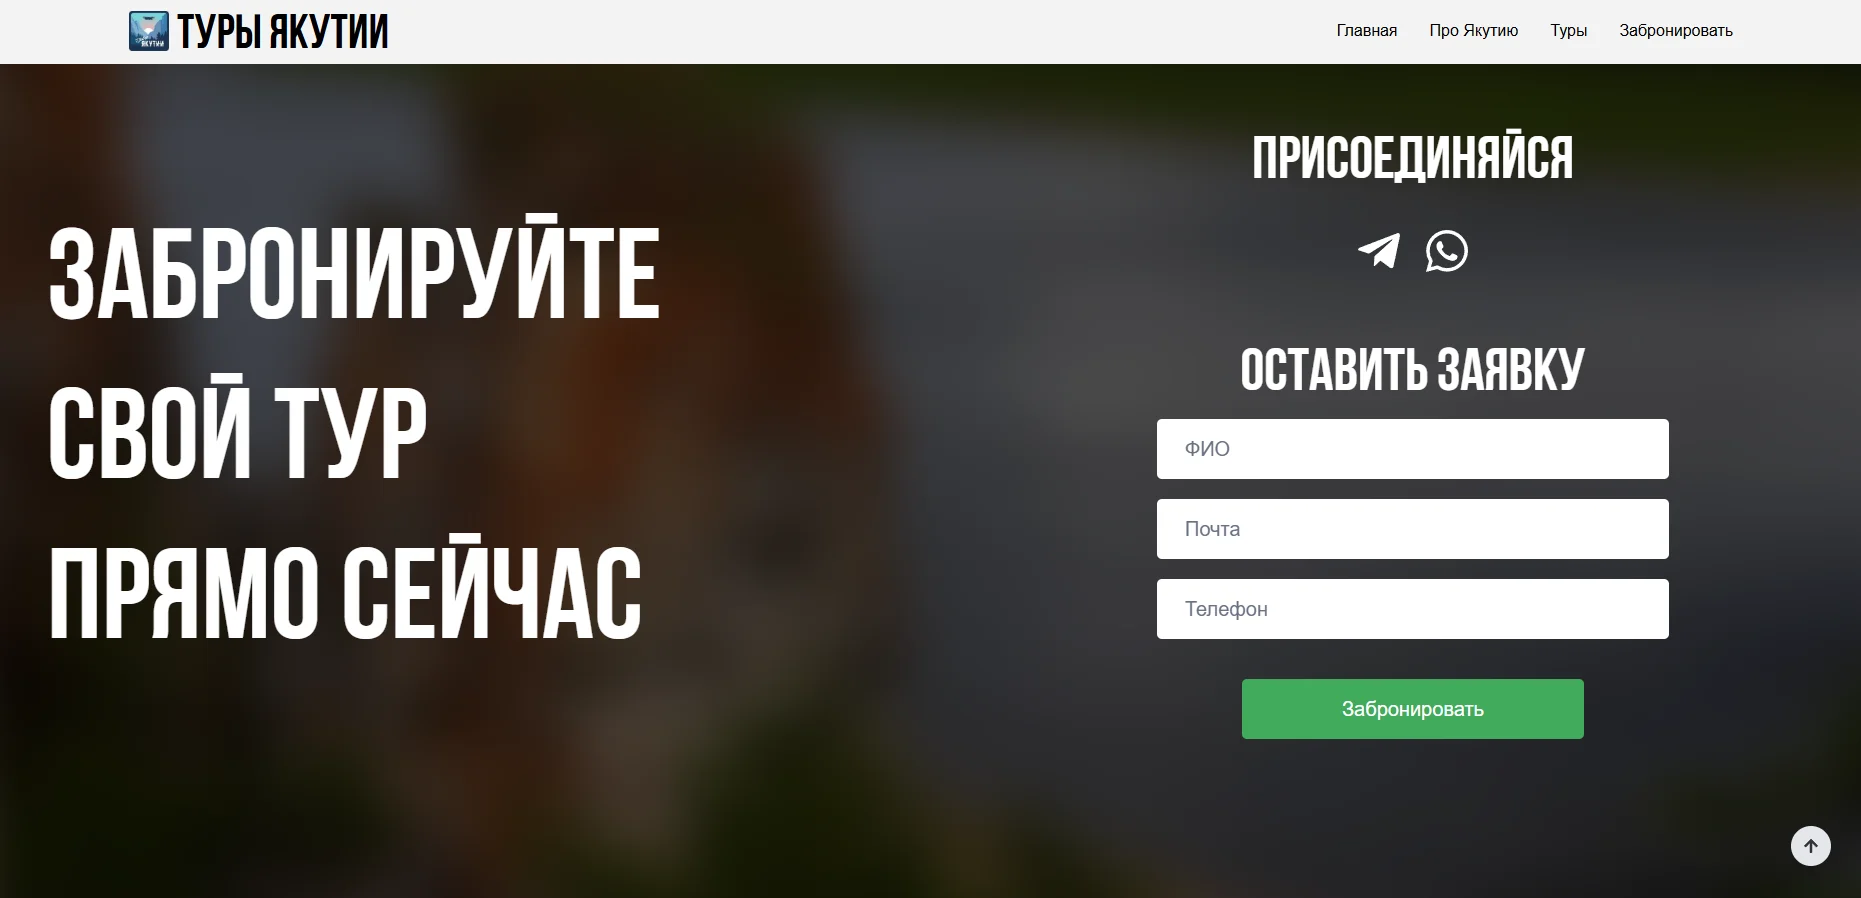 ЯКУТИИ
ТУРЫ ЯКУТИИ
Главная
Про Якутию
Туры
Забронировать
ЗАБРОНИРУЙТЕ
СВОЙ ТУР
ПРЯМО СЕЙЧАС
ПРИСОЕДИНЯЙСЯ
ОСТАВИТЬ ЗАЯВКУ
ФИО
Почта
Телефон
Забронировать